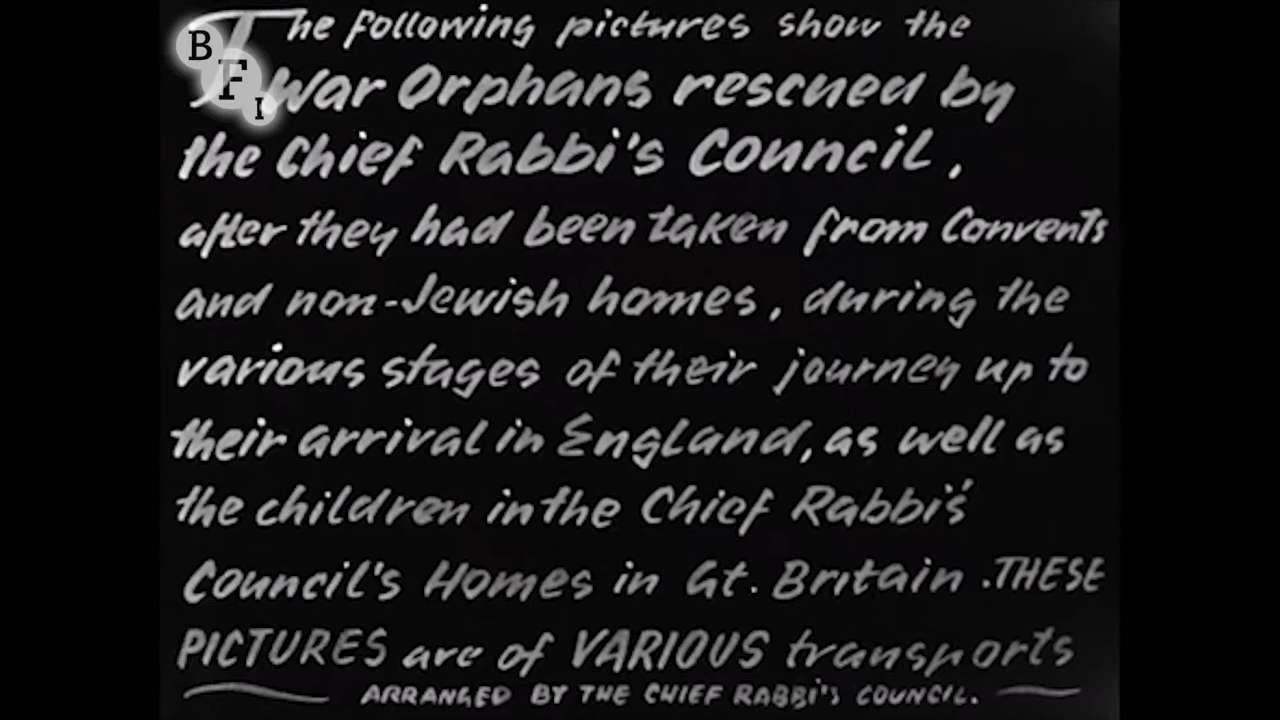 BFI
The following pictures show the
War Orphans rescued by
the Chief Rabbi's Council,
after they had been taken from Convents
and non-Jewish homes, during the
various stages of their journey up to
their arrival in England, as well as
the children in the Chief Rabbi's
Council's Homes in Gt. Britain. THESE
PICTURES are of VARIOUS transports
ARRANGED BY THE CHIEF RABBI'S COUNCIL.